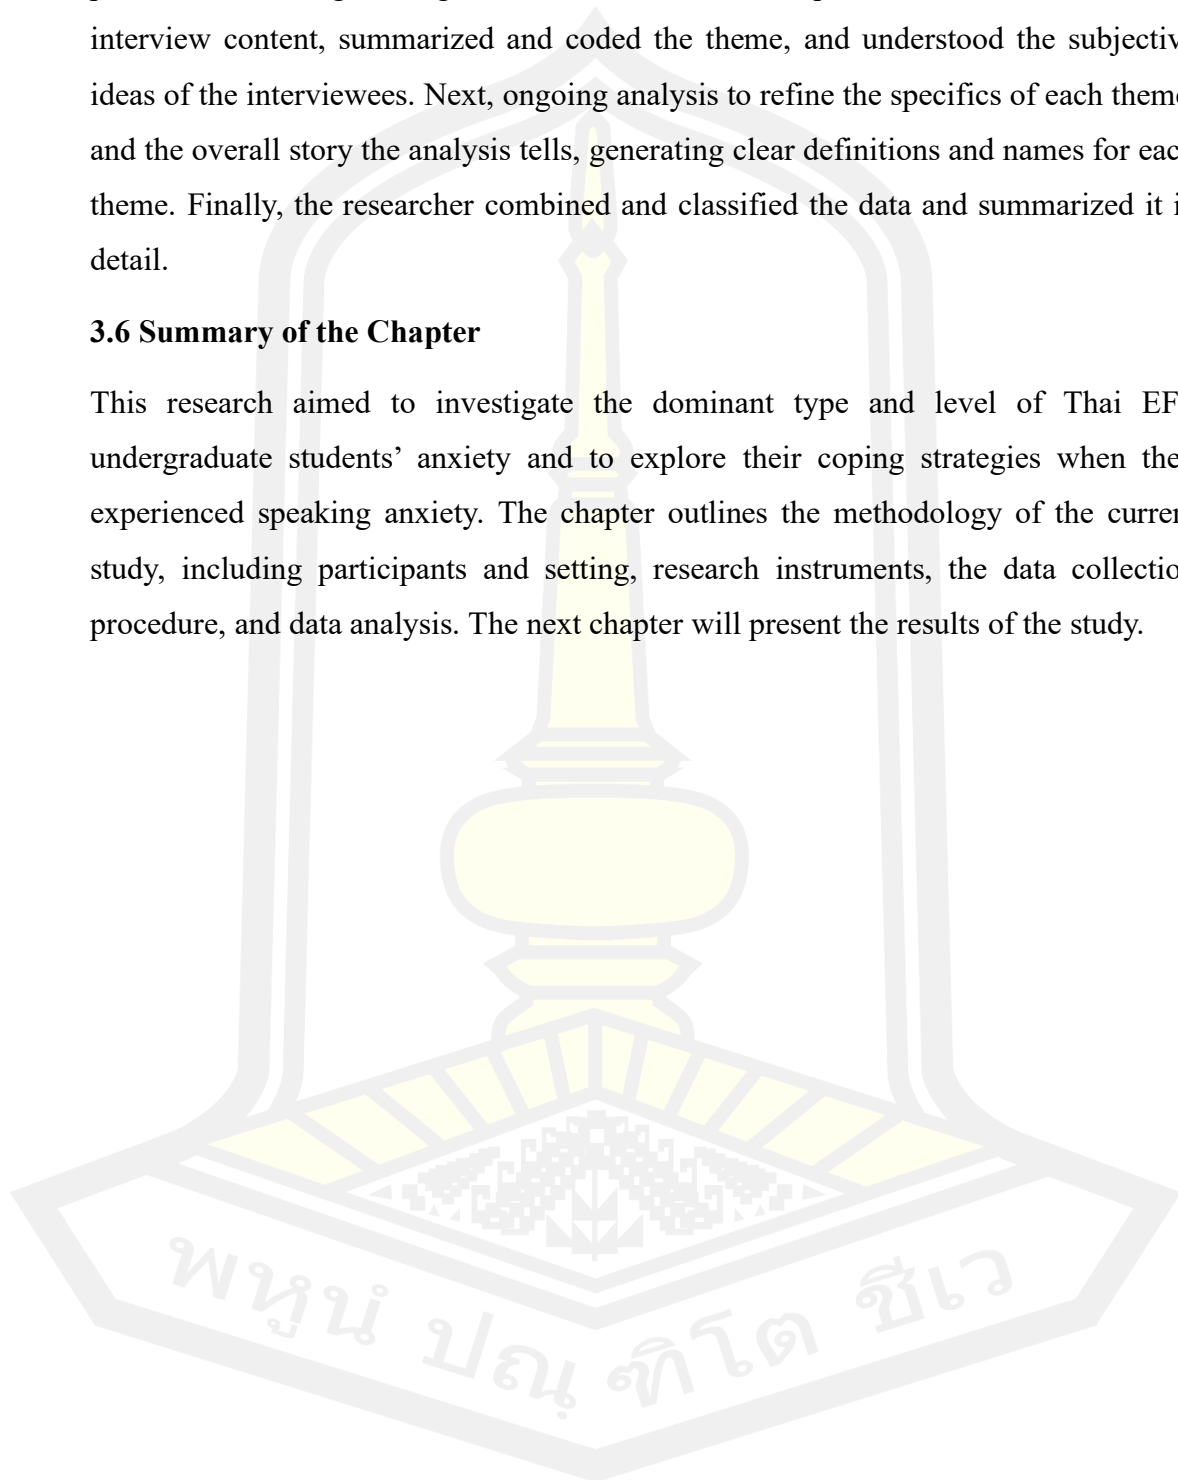 interview content, summarized and coded the theme, and understood the subjectiv
ideas of the interviewees. Next, ongoing analysis to refine the specifics of each theme
and the overall story the analysis tells, generating clear definitions and names for eac
theme. Finally, the researcher combined and classified the data and summarized it i
detail.
3.6 Summary of the Chapter
This research aimed to investigate the dominant type and level of Thai EF
undergraduate students’ anxiety and to explore their coping strategies when the
experienced speaking anxiety. The chapter outlines the methodology of the curren
study, including participants and setting, research instruments, the data collectio
procedure, and data analysis. The next chapter will present the results of the study.
พหูนํ ปณฺ ฑิโต ชีเว